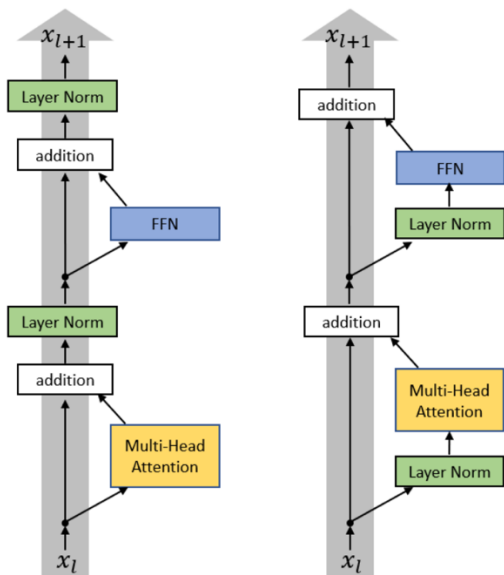 x_{l+1}
Layer Norm
addition
FFN
Layer Norm
addition
Multi-Head
Attention
x_l
x_{l+1}
addition
FFN
Layer Norm
addition
Multi-Head
Attention
Layer Norm
x_l